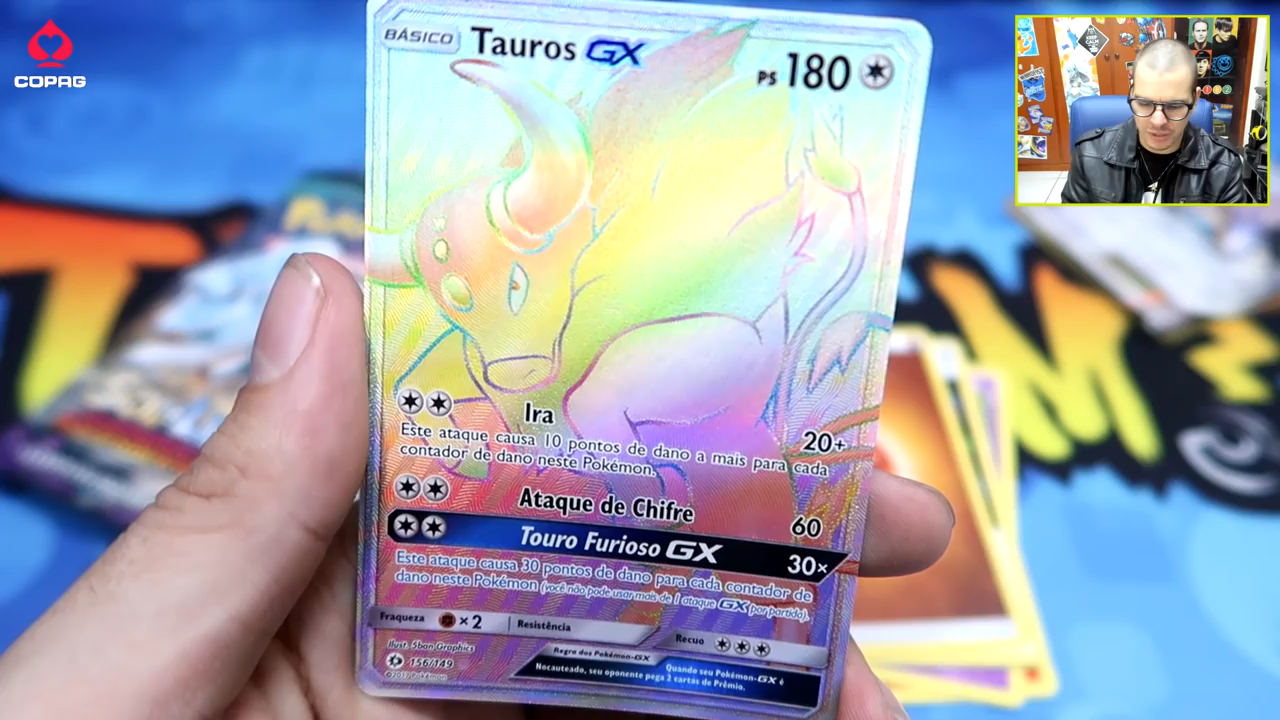 COPAG
BÁSICO
Tauros GX
PS 180
Ira
20+
Este ataque causa 10 pontos de dano a mais para cada
contador de dano neste Pokémon.
Ataque de Chifre
60
Touro Furioso GX
30×
Este ataque causa 30 pontos de dano para cada contador de
dano neste Pokémon (você não pode usar mais de 1 ataque GX por partida).
Fraqueza ×2
Resistência
Recuo
Ilust. 5ban Graphics
156/149
©2017 Pokémon
Regra dos Pokémon-GX
Quando seu Pokémon-GX é
Nocauteado, seu oponente pega 2 cartas de Prêmio.